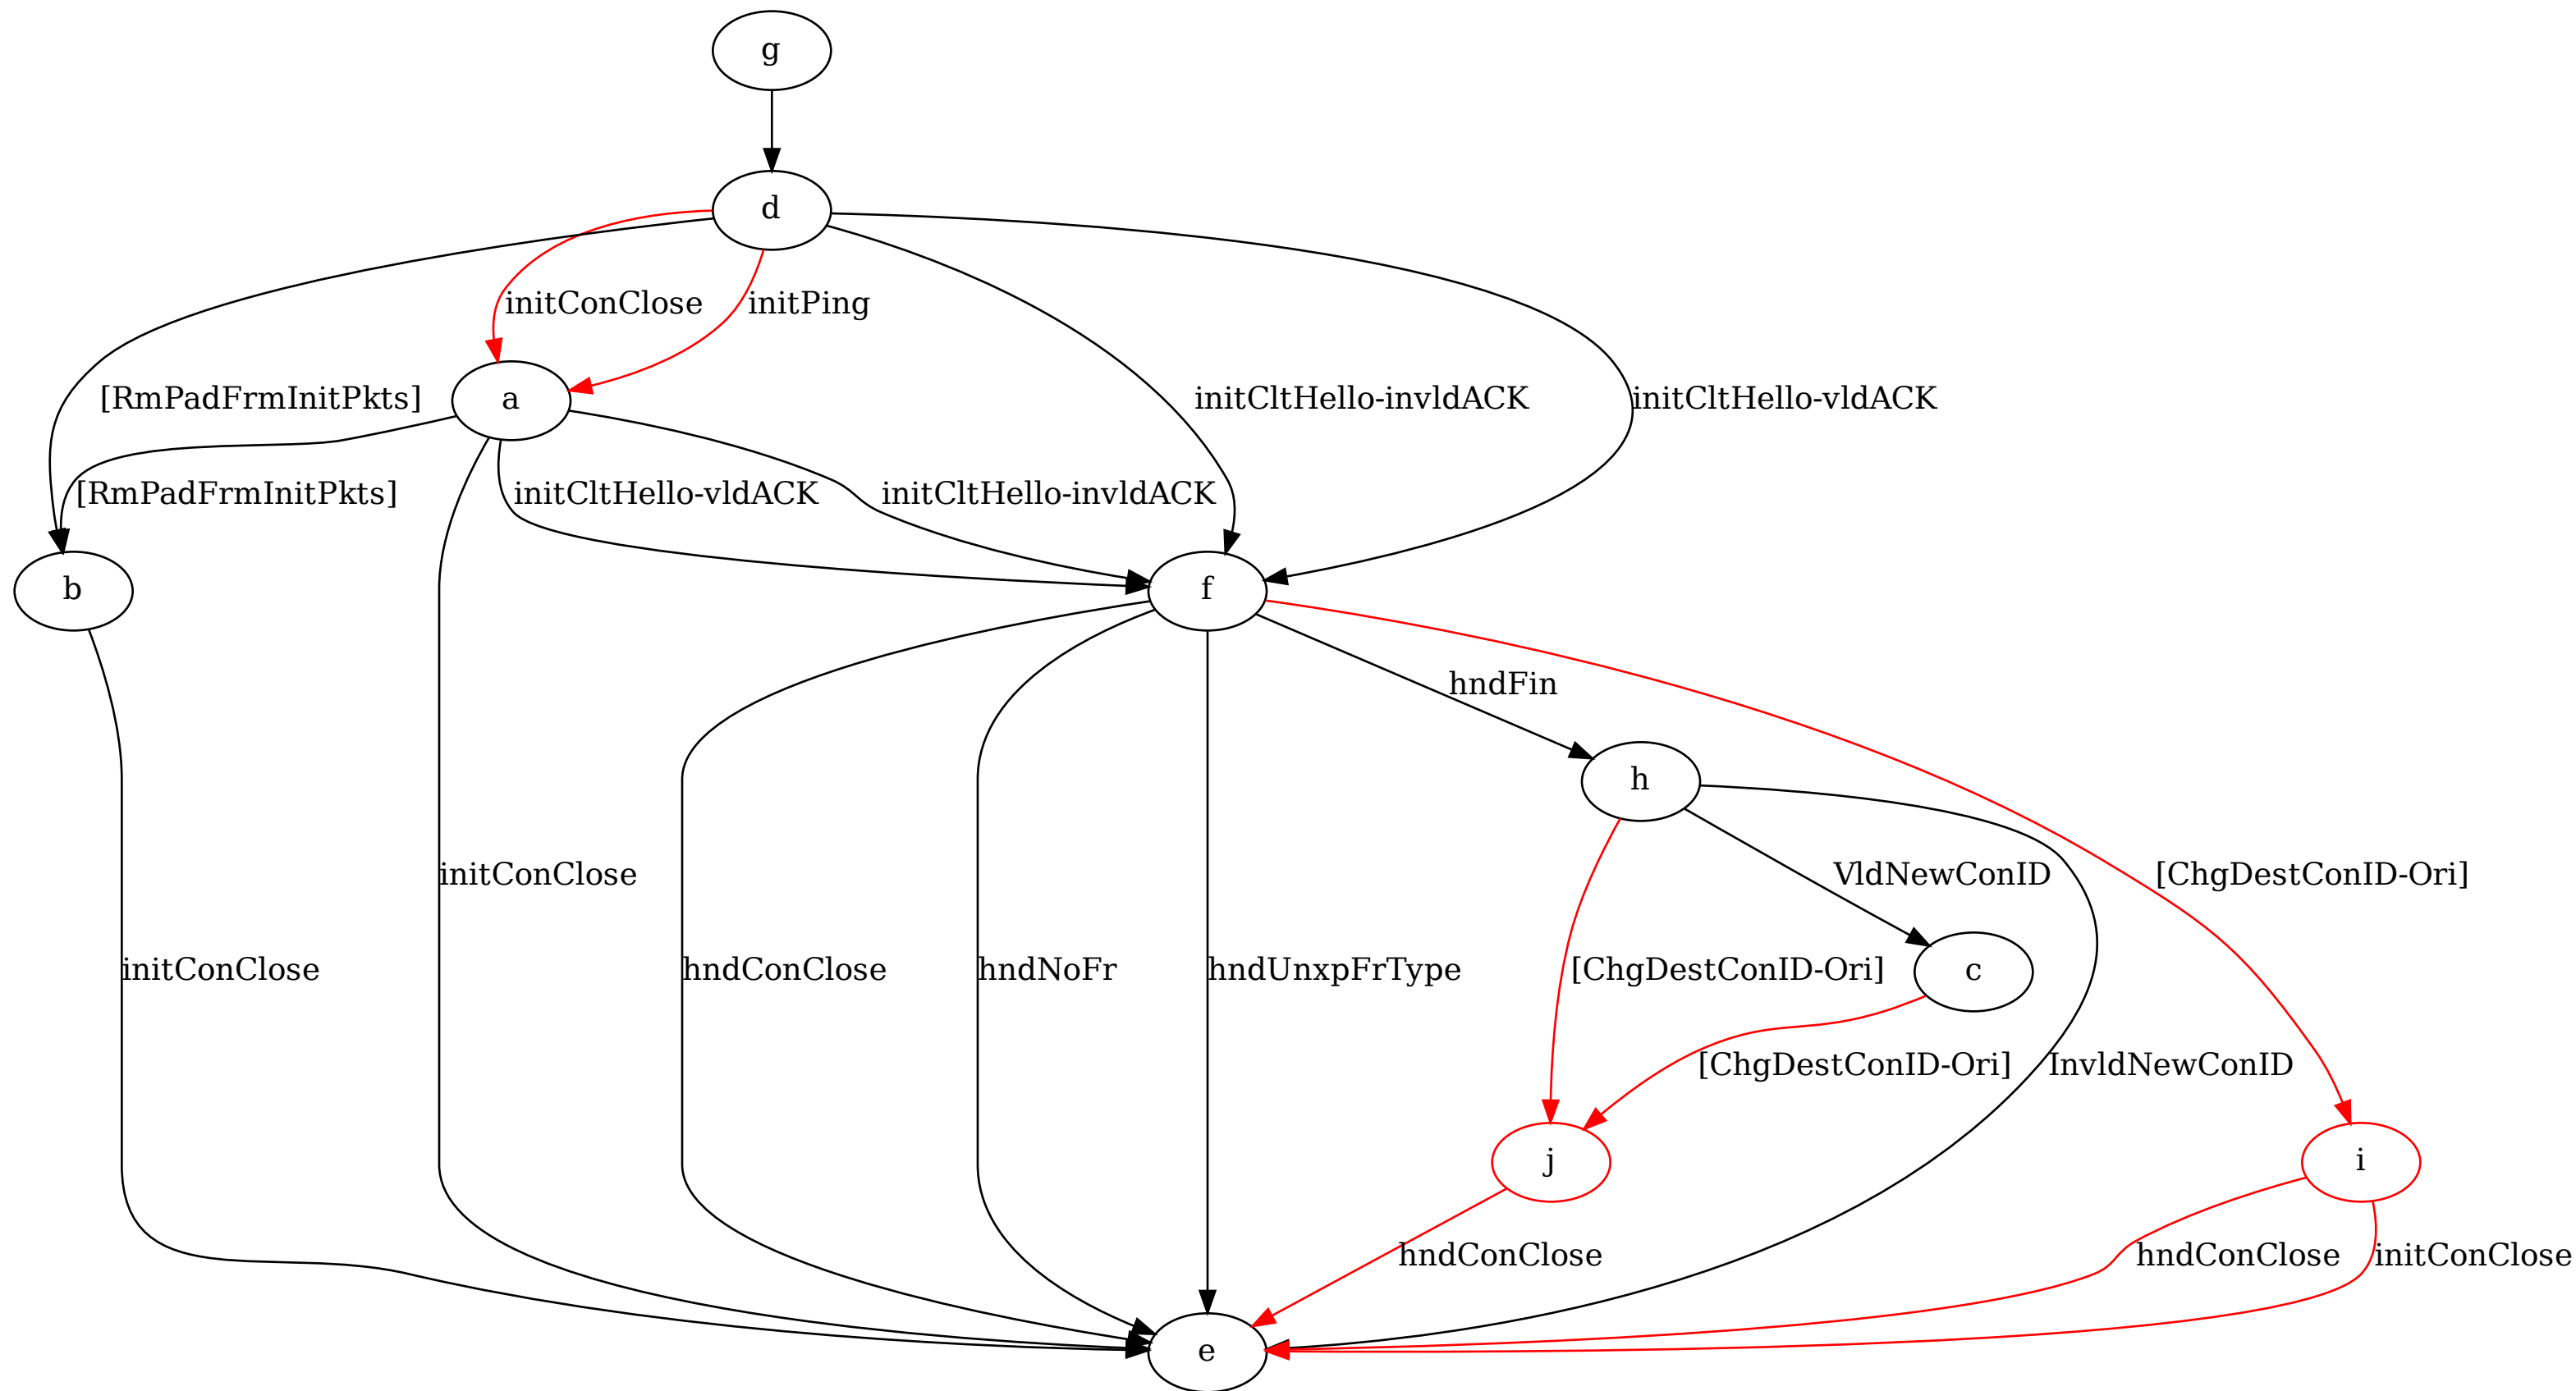 g
d
initConClose
initPing
[RmPadFrmInitPkts]
a
initCltHello-invldACK
initCltHello-vldACK
[RmPadFrmInitPkts]
initCltHello-vldACK
initCltHello-invldACK
b
f
hndFin
h
initConClose
VldNewConID
[ChgDestConID-Ori]
initConClose
hndConClose
hndNoFr
hndUnxpFrType
[ChgDestConID-Ori]
c
[ChgDestConID-Ori]
InvldNewConID
j
i
hndConClose
hndConClose
initConClose
e